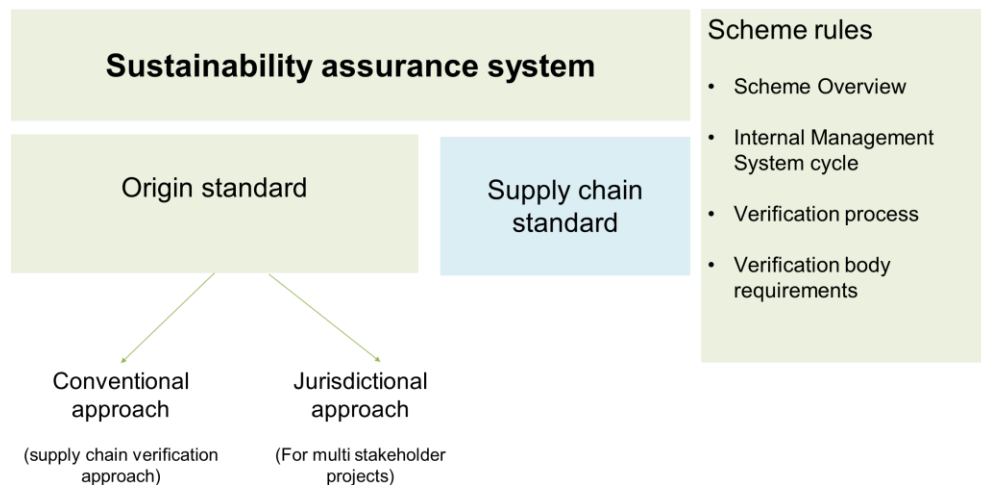 Sustainability assurance system
Origin standard
Supply chain
standard
Conventional
approach
(supply chain verification
approach)
Jurisdictional
approach
(For multi stakeholder
projects)
Scheme rules
• Scheme Overview
• Internal Management
System cycle
• Verification process
• Verification body
requirements